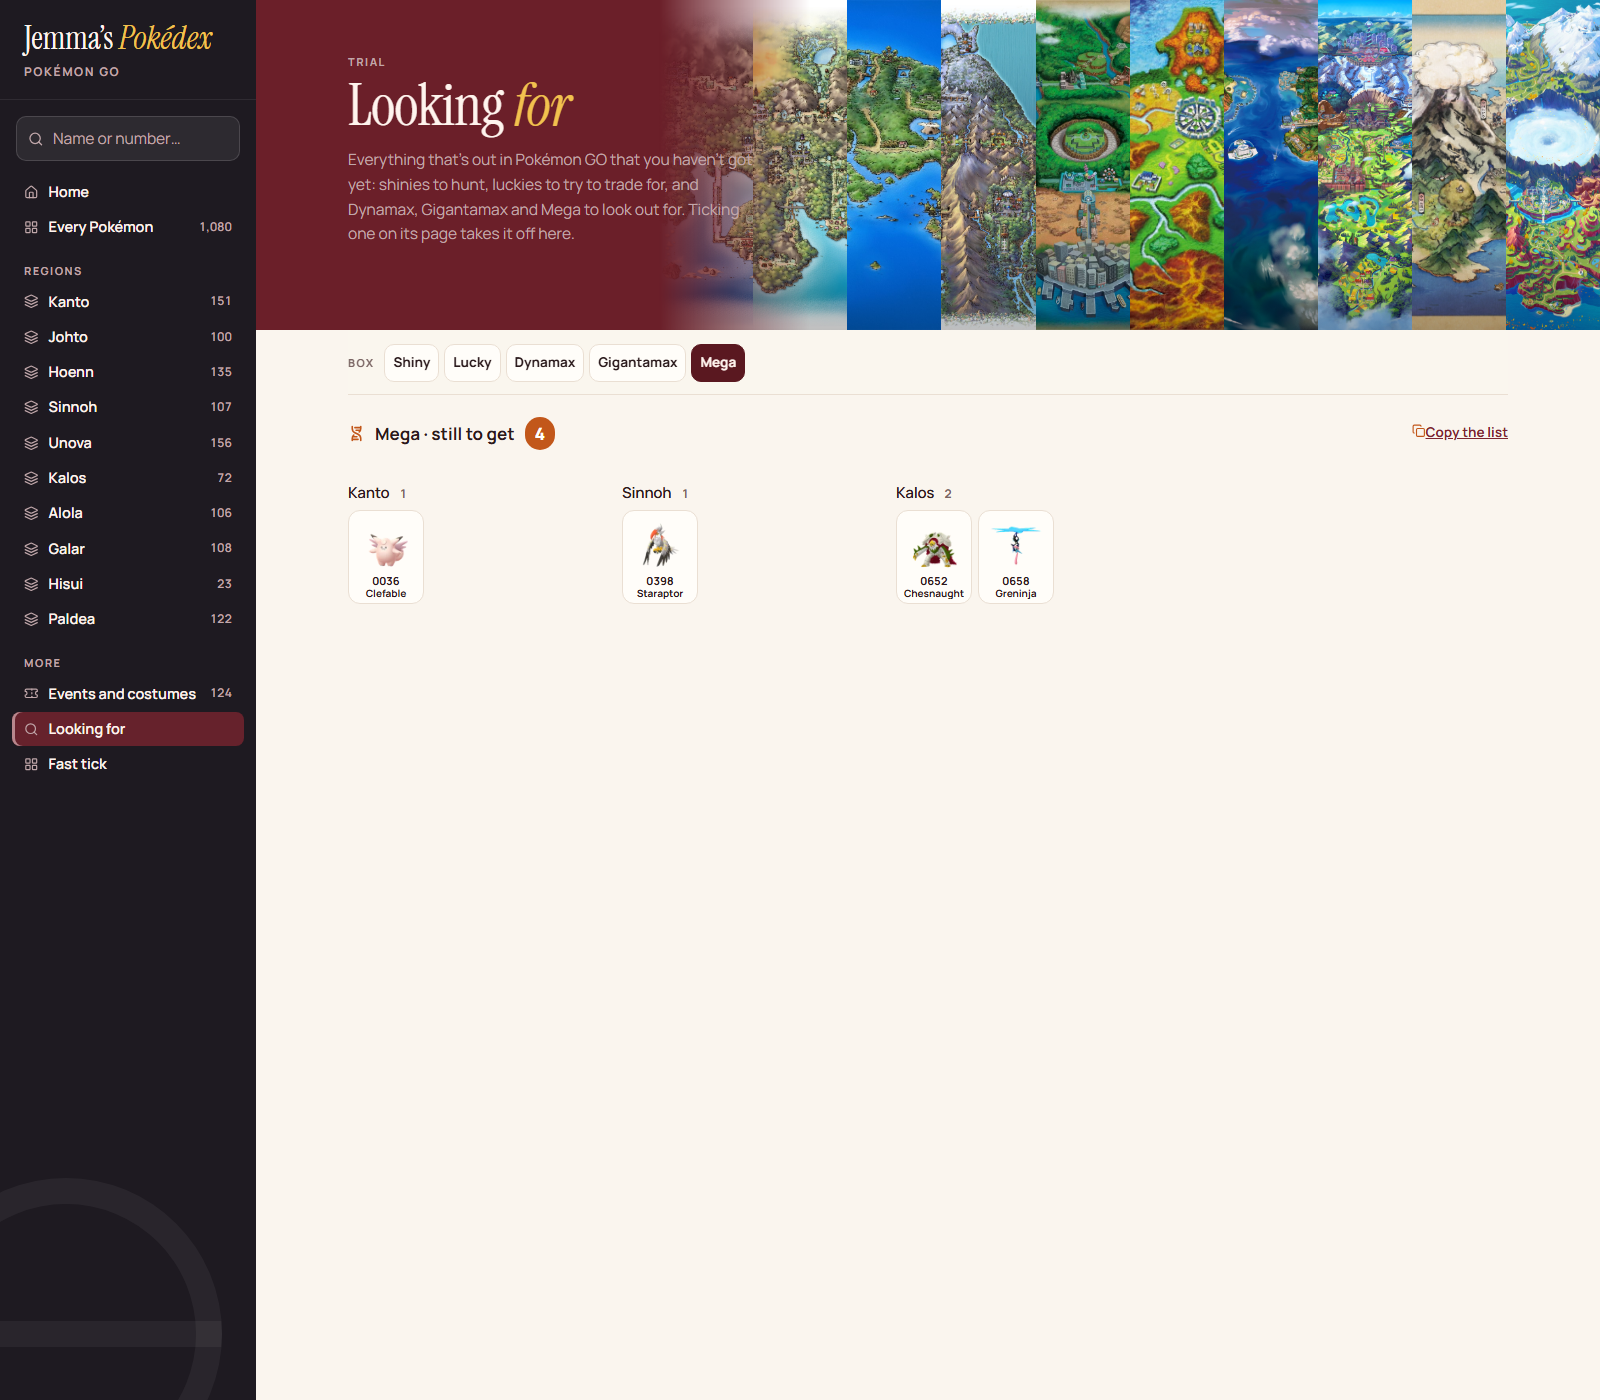 Jemma's Pokédex
POKÉMON GO
Name or number...
Home
Every Pokémon 1,080
REGIONS
Kanto 151
Johto 100
Hoenn 135
Sinnoh 107
Unova 156
Kalos 72
Alola 106
Galar 108
Hisui 23
Paldea 122
MORE
Events and costumes 124
Looking for
Fast tick
TRIAL
Looking for
Everything that's out in Pokémon GO that you haven't got
yet: shinies to hunt, luckies to try to trade for, and
Dynamax, Gigantamax and Mega to look out for. Ticking
one on its page takes it off here.
BOX Shiny Lucky Dynamax Gigantamax Mega
Mega · still to get 4
Copy the list
Kanto 1
0036
Clefable
Sinnoh 1
0398
Staraptor
Kalos 2
0652
Chesnaught
0658
Greninja